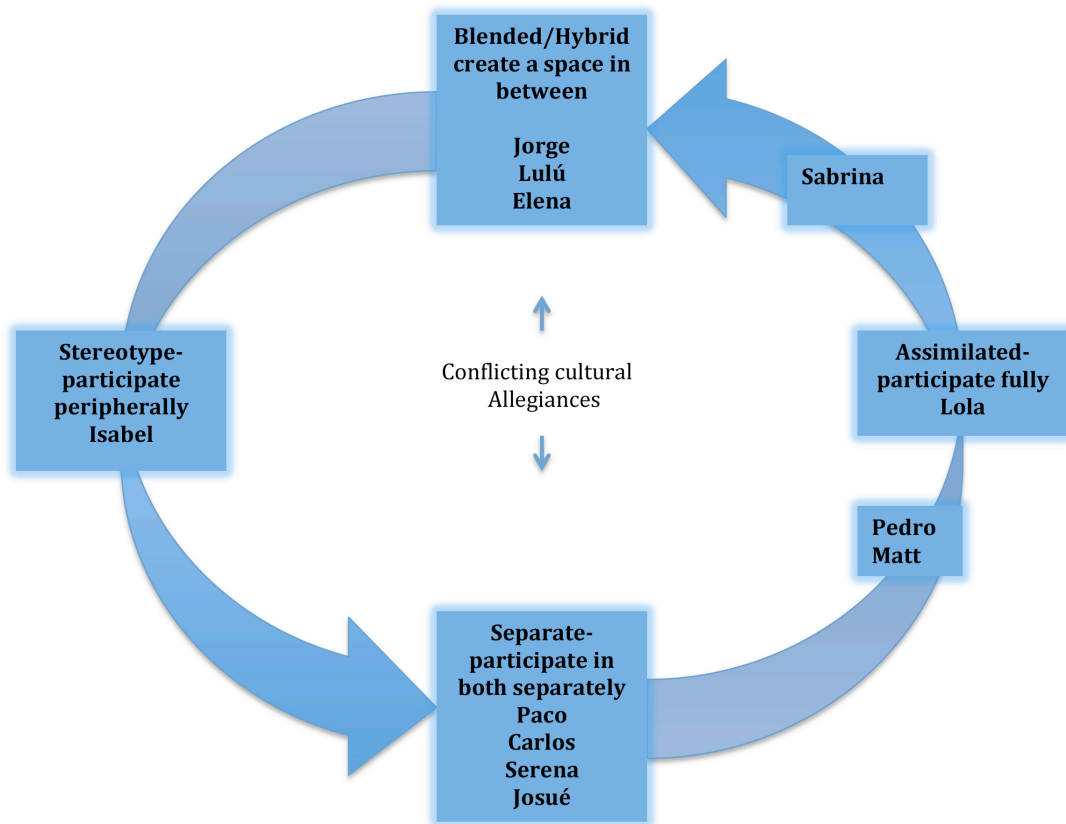 Blended/Hybrid
create a space in
between
Jorge
Lulú
Elena
Sabrina
Stereotype-
participate
peripherally
Isabel
Conflicting cultural
Allegiances
Assimilated-
participate fully
Lola
Pedro
Matt
Separate-
participate in
both separately
Paco
Carlos
Serena
Josué